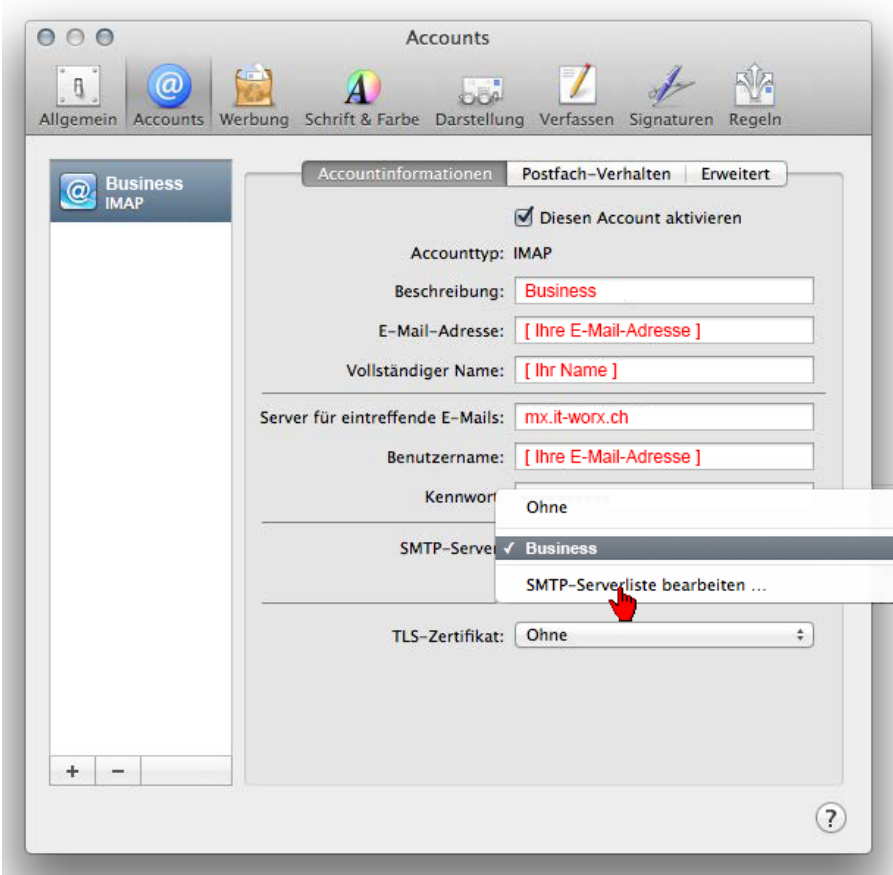 Accounts
Allgemein Accounts Werbung Schrift & Farbe Darstellung Verfassen Signaturen Regeln
Business
IMAP
Accountinformationen Postfach-Verhalten Erweitert
Diesen Account aktivieren
Accounttyp: IMAP
Beschreibung: Business
E-Mail-Adresse: [ Ihre E-Mail-Adresse ]
Vollständiger Name: [ Ihr Name ]
Server für eintreffende E-Mails: mx.it-worx.ch
Benutzername: [ Ihre E-Mail-Adresse ]
Kennwort
Ohne
SMTP-Server ✓ Business
SMTP-Serverliste bearbeiten ...
TLS-Zertifikat: Ohne
+ −
?